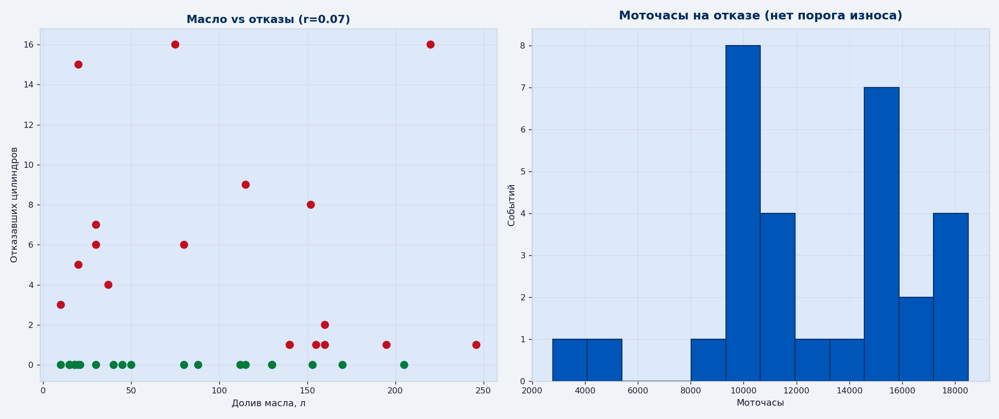 Масло vs отказы (r=0.07)
Отказавших цилиндров
16
14
12
10
8
6
4
2
0
0 50 100 150 200 250
Долив масла, л
Моточасы на отказе (нет порога износа)
Событий
8
7
6
5
4
3
2
1
0
2000 4000 6000 8000 10000 12000 14000 16000 18000
Моточасы